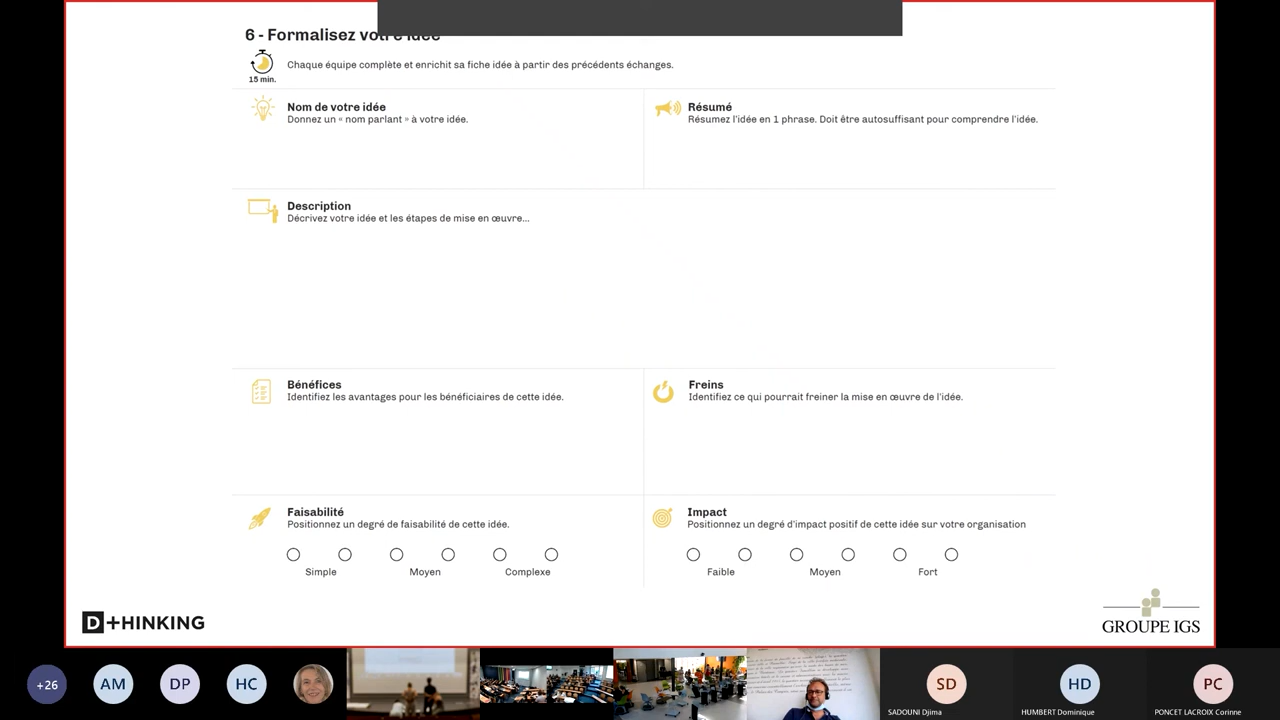 6 - Formalisez votre idée
15 min.
Chaque équipe complète et enrichit sa fiche idée à partir des précédents échanges.
Nom de votre idée
Donnez un « nom parlant » à votre idée.
Résumé
Résumez l'idée en 1 phrase. Doit être autosuffisant pour comprendre l'idée.
Description
Décrivez votre idée et les étapes de mise en œuvre...
Bénéfices
Identifiez les avantages pour les bénéficiaires de cette idée.
Freins
Identifiez ce qui pourrait freiner la mise en œuvre de l'idée.
Faisabilité
Positionnez un degré de faisabilité de cette idée.
Simple Moyen Complexe
Impact
Positionnez un degré d'impact positif de cette idée sur votre organisation
Faible Moyen Fort
D+HINKING
GROUPE IGS
+26 AM DP HC SD HD PC
SADOUNI Djima HUMBERT Dominique PONCET LACROIX Corinne